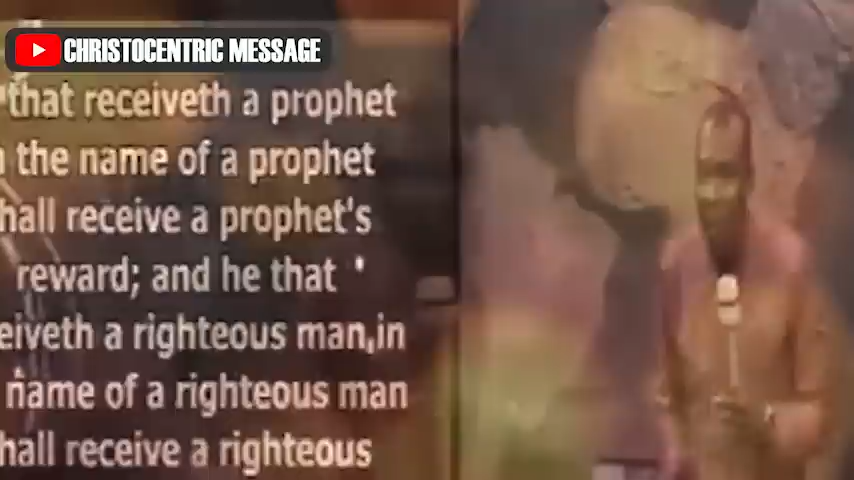 CHRISTOCENTRIC MESSAGE
that receiveth a prophet
the name of a prophet
hall receive a prophet's
reward; and he that
eiveth a righteous man in
name of a righteous man
hall receive a righteous